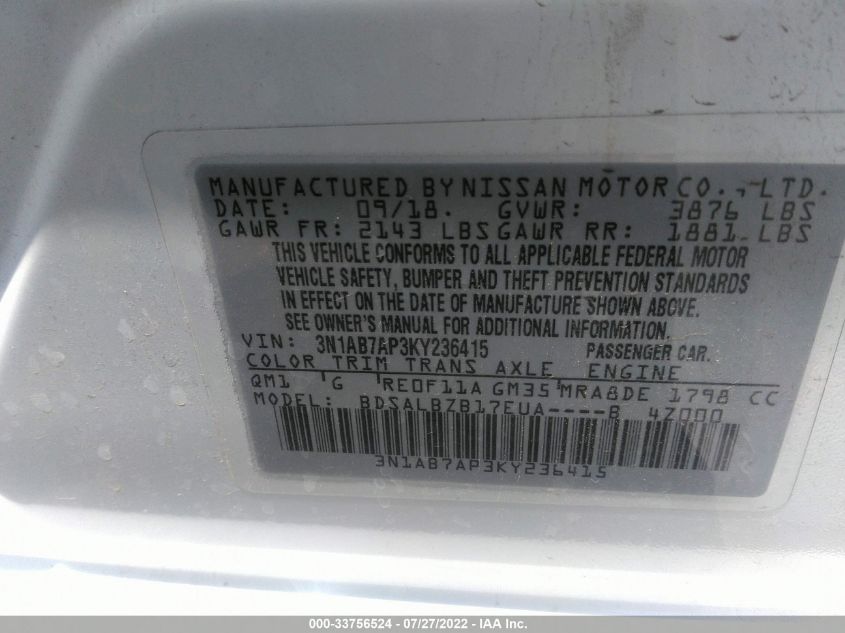 MANUFACTURED BY NISSAN MOTOR CO., LTD.
DATE: 09/18. GVWR: 3876 LBS
GAWR FR: 2143 LBS GAWR RR: 1881 LBS
THIS VEHICLE CONFORMS TO ALL APPLICABLE FEDERAL MOTOR
VEHICLE SAFETY, BUMPER AND THEFT PREVENTION STANDARDS
IN EFFECT ON THE DATE OF MANUFACTURE SHOWN ABOVE.
SEE OWNER'S MANUAL FOR ADDITIONAL INFORMATION.
VIN: 3N1AB7AP3KY236415 PASSENGER CAR.
COLOR TRIM TRANS AXLE ENGINE
QM1 G RE0F11A GM35 MRA8DE 1798 CC
MODEL: BDSALBZB17EUA----B 4Z000
3N1AB7AP3KY236415
000-33756524 - 07/27/2022 - IAA Inc.